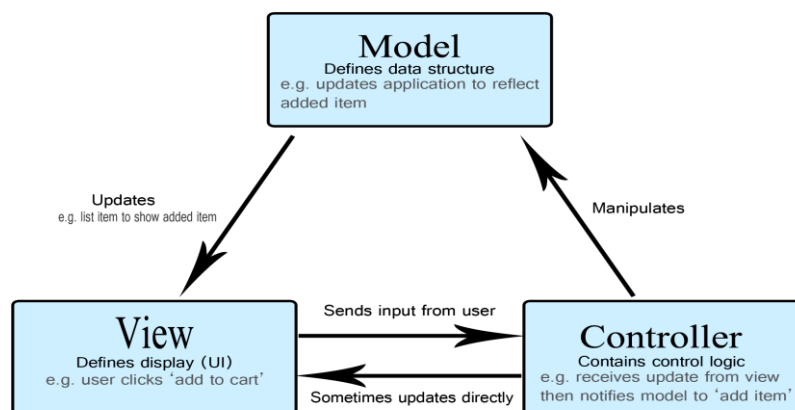 Model
Defines data structure
e.g. updates application to reflect
added item
Updates
e.g. list item to show added item
Manipulates
Sends input from user
View
Defines display (UI)
e.g. user clicks 'add to cart'
Controller
Contains control logic
e.g. receives update from view
then notifies model to 'add item'
Sometimes updates directly